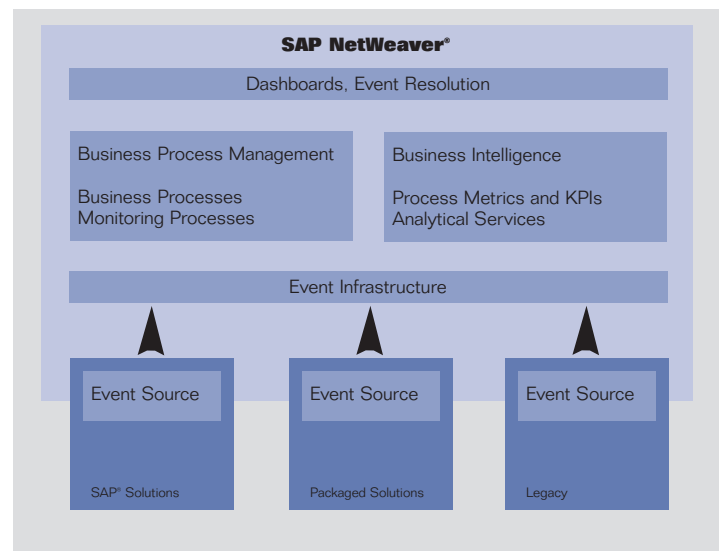 SAP NetWeaver®
Dashboards, Event Resolution
Business Process Management
Business Processes
Monitoring Processes
Business Intelligence
Process Metrics and KPIs
Analytical Services
Event Infrastructure
Event Source
SAP® Solutions
Event Source
Packaged Solutions
Event Source
Legacy